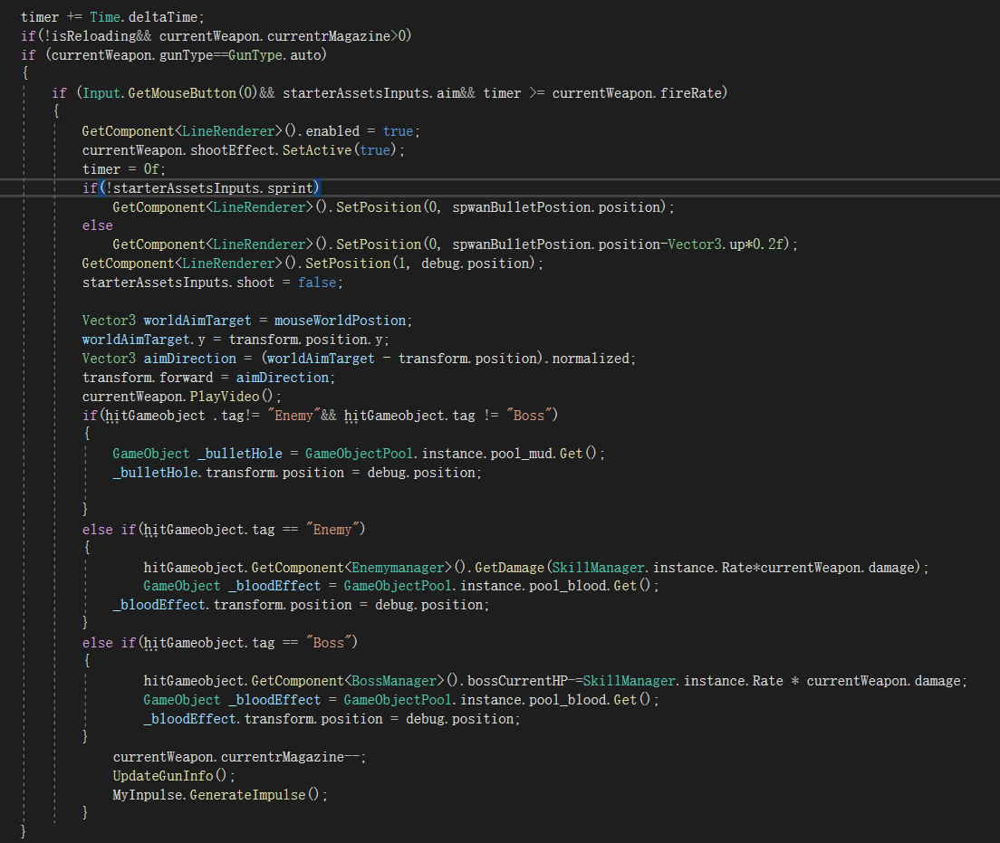 timer += Time.deltaTime;
if(!isReloading&& currentWeapon.currentrMagazine>0)
if (currentWeapon.gunType==GunType.auto)
{
if (Input.GetMouseButton(0)&& starterAssetsInputs.aim&& timer >= currentWeapon.fireRate)
{
GetComponent<LineRenderer>().enabled = true;
currentWeapon.shootEffect.SetActive(true);
timer = 0f;
if(!starterAssetsInputs.sprint)
GetComponent<LineRenderer>().SetPosition(0, spwanBulletPostion.position);
else
GetComponent<LineRenderer>().SetPosition(0, spwanBulletPostion.position-Vector3.up*0.2f);
GetComponent<LineRenderer>().SetPosition(1, debug.position);
starterAssetsInputs.shoot = false;
Vector3 worldAimTarget = mouseWorldPostion;
worldAimTarget.y = transform.position.y;
Vector3 aimDirection = (worldAimTarget - transform.position).normalized;
transform.forward = aimDirection;
currentWeapon.PlayVideo();
if(hitGameobject .tag!= "Enemy"&& hitGameobject.tag != "Boss")
{
GameObject _bulletHole = GameObjectPool.instance.pool_mud.Get();
_bulletHole.transform.position = debug.position;
}
else if(hitGameobject.tag == "Enemy")
{
hitGameobject.GetComponent<Enemymanager>().GetDamage(SkillManager.instance.Rate*currentWeapon.damage);
GameObject _bloodEffect = GameObjectPool.instance.pool_blood.Get();
_bloodEffect.transform.position = debug.position;
}
else if(hitGameobject.tag == "Boss")
{
hitGameobject.GetComponent<BossManager>().bossCurrentHP-=SkillManager.instance.Rate * currentWeapon.damage;
GameObject _bloodEffect = GameObjectPool.instance.pool_blood.Get();
_bloodEffect.transform.position = debug.position;
}
currentWeapon.currentrMagazine--;
UpdateGunInfo();
MyInpulse.GenerateImpulse();
}
}